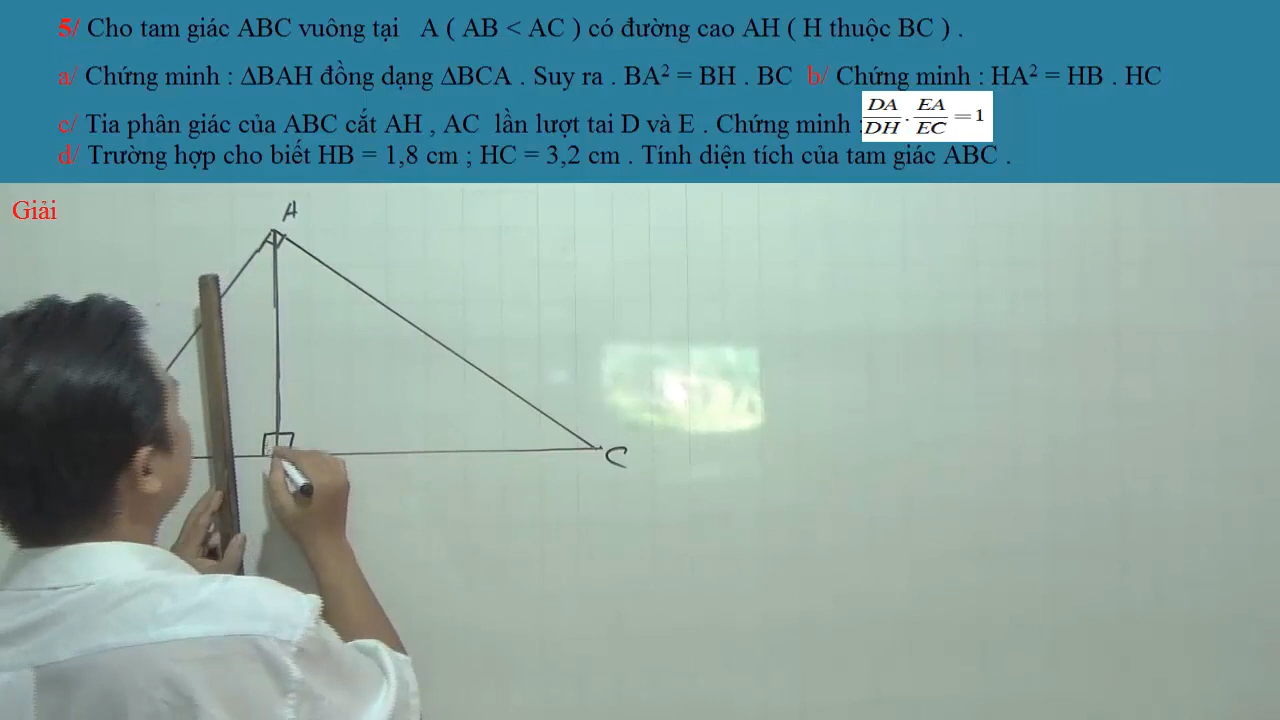 5/ Cho tam giác ABC vuông tại A ( AB < AC ) có đường cao AH ( H thuộc BC ) .
a/ Chứng minh : ∆BAH đồng dạng ∆BCA . Suy ra . BA² = BH . BC b/ Chứng minh : HA² = HB . HC
c/ Tia phân giác của ABC cắt AH , AC lần lượt tai D và E . Chứng minh : DA/DH . EA/EC = 1
d/ Trường hợp cho biết HB = 1,8 cm ; HC = 3,2 cm . Tính diện tích của tam giác ABC .
Giải
A
C